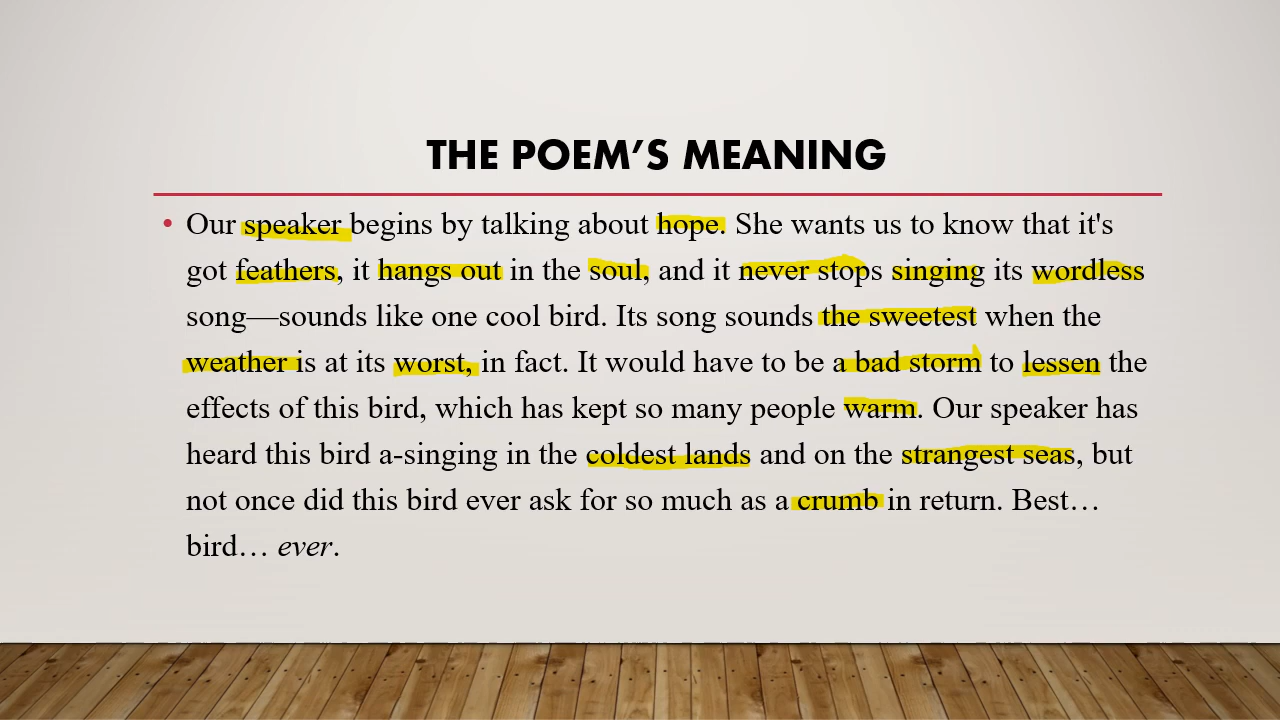 THE POEM’S MEANING
• Our speaker begins by talking about hope. She wants us to know that it's
got feathers, it hangs out in the soul, and it never stops singing its wordless
song—sounds like one cool bird. Its song sounds the sweetest when the
weather is at its worst, in fact. It would have to be a bad storm to lessen the
effects of this bird, which has kept so many people warm. Our speaker has
heard this bird a-singing in the coldest lands and on the strangest seas, but
not once did this bird ever ask for so much as a crumb in return. Best…
bird… ever.